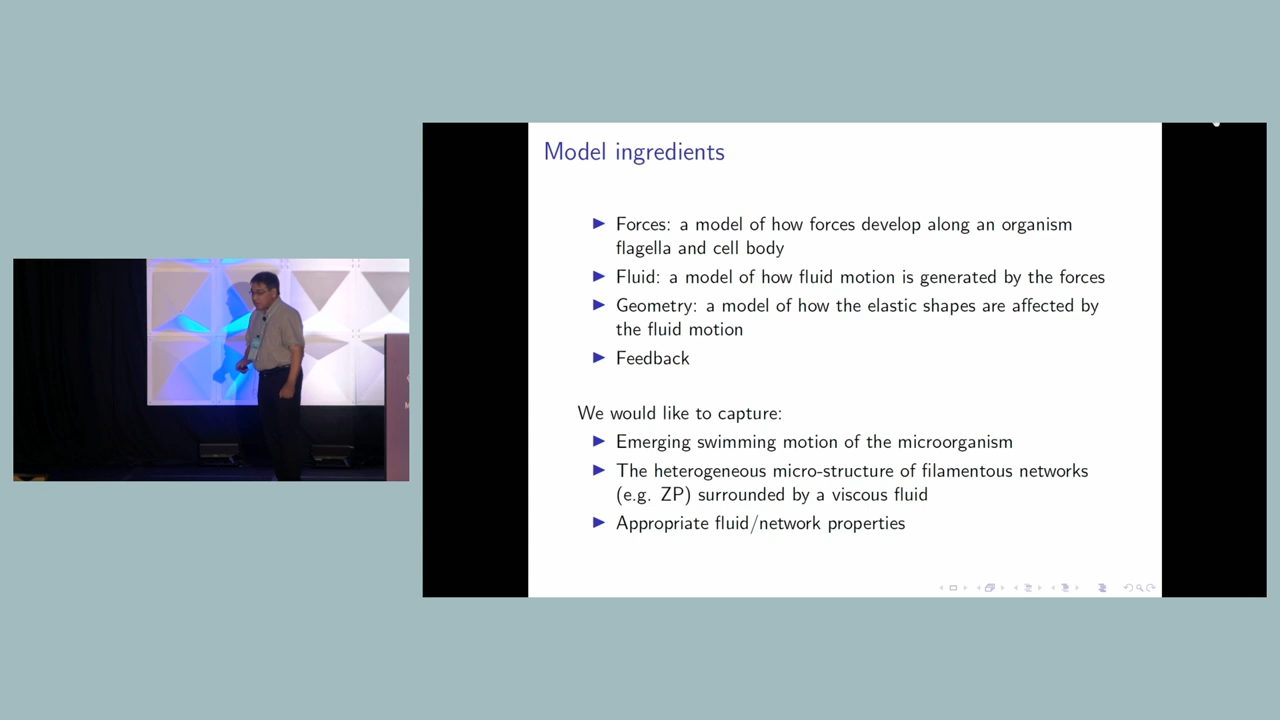 Model ingredients
▶ Forces: a model of how forces develop along an organism
flagella and cell body
▶ Fluid: a model of how fluid motion is generated by the forces
▶ Geometry: a model of how the elastic shapes are affected by
the fluid motion
▶ Feedback
We would like to capture:
▶ Emerging swimming motion of the microorganism
▶ The heterogeneous micro-structure of filamentous networks
(e.g. ZP) surrounded by a viscous fluid
▶ Appropriate fluid/network properties